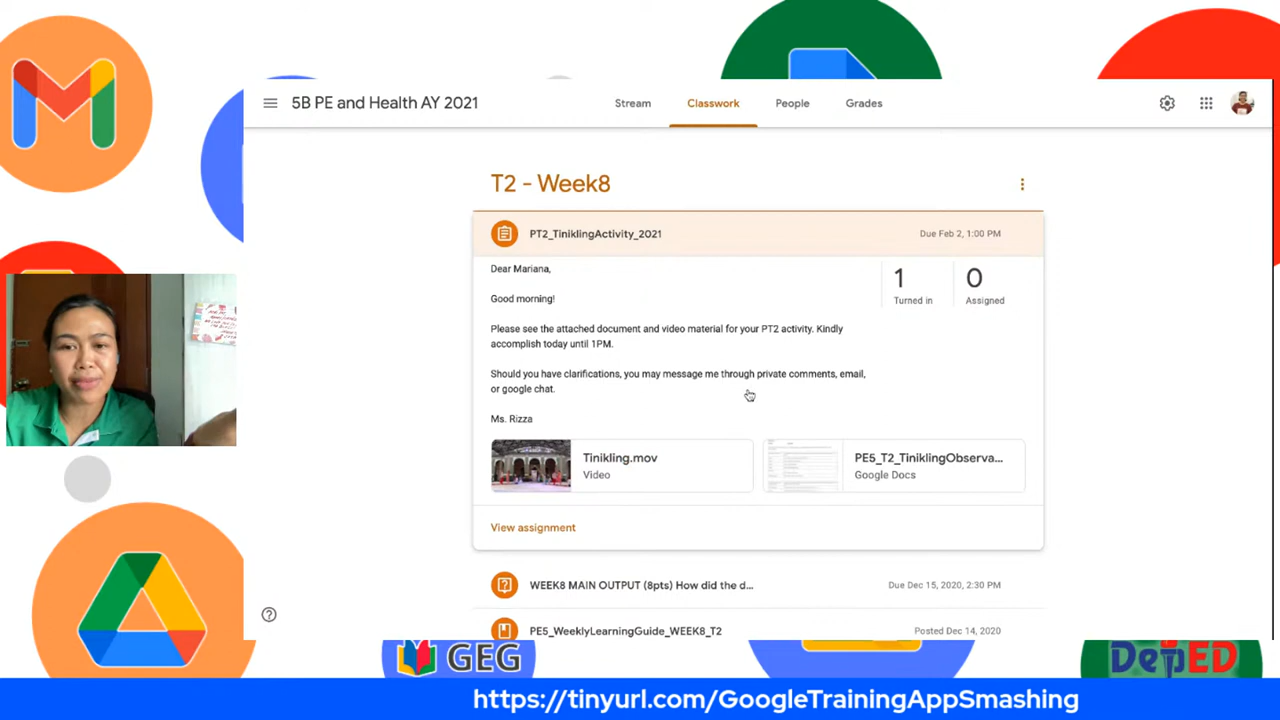 5B PE and Health AY 2021
Stream
Classwork
People
Grades
T2 - Week8
PT2_TiniklingActivity_2021
Due Feb 2, 1:00 PM
Dear Mariana,
1
Turned in
0
Assigned
Good morning!
Please see the attached document and video material for your PT2 activity. Kindly
accomplish today until 1PM.
Should you have clarifications, you may message me through private comments, email,
or google chat.
Ms. Rizza
Tinikling.mov
Video
PE5_T2_TiniklingObserva...
Google Docs
View assignment
WEEK8 MAIN OUTPUT (8pts) How did the d...
Due Dec 15, 2020, 2:30 PM
PE5_WeeklyLearningGuide_WEEK8_T2
Posted Dec 14, 2020
GEG
DepED
https://tinyurl.com/GoogleTrainingAppSmashing